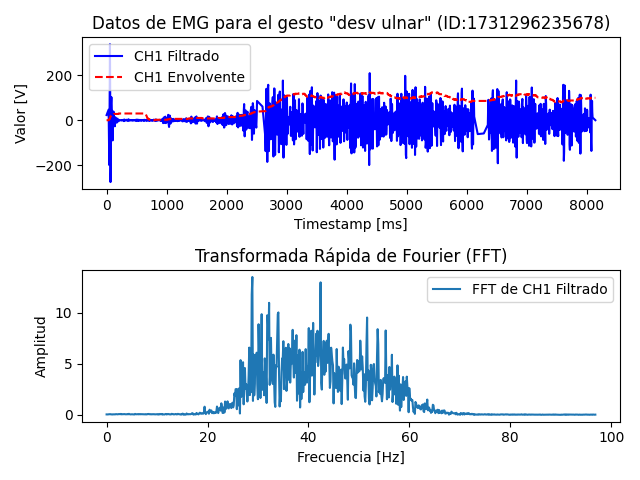 Datos de EMG para el gesto "desv ulnar" (ID:1731296235678)
Valor [V]
200
0
−200
CH1 Filtrado
CH1 Envolvente
0 1000 2000 3000 4000 5000 6000 7000 8000
Timestamp [ms]
Transformada Rápida de Fourier (FFT)
Amplitud
10
5
0
FFT de CH1 Filtrado
0 20 40 60 80 100
Frecuencia [Hz]